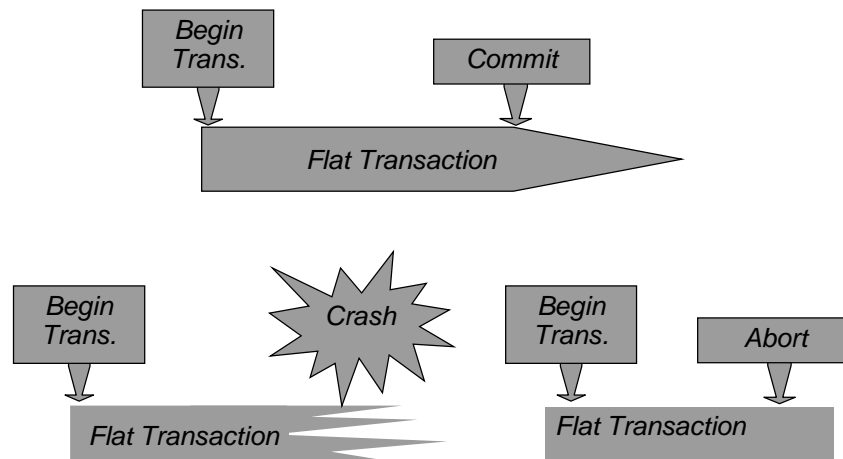 Begin
Trans.
Commit
Flat Transaction
Begin
Trans.
Crash
Begin
Trans.
Abort
Flat Transaction
Flat Transaction